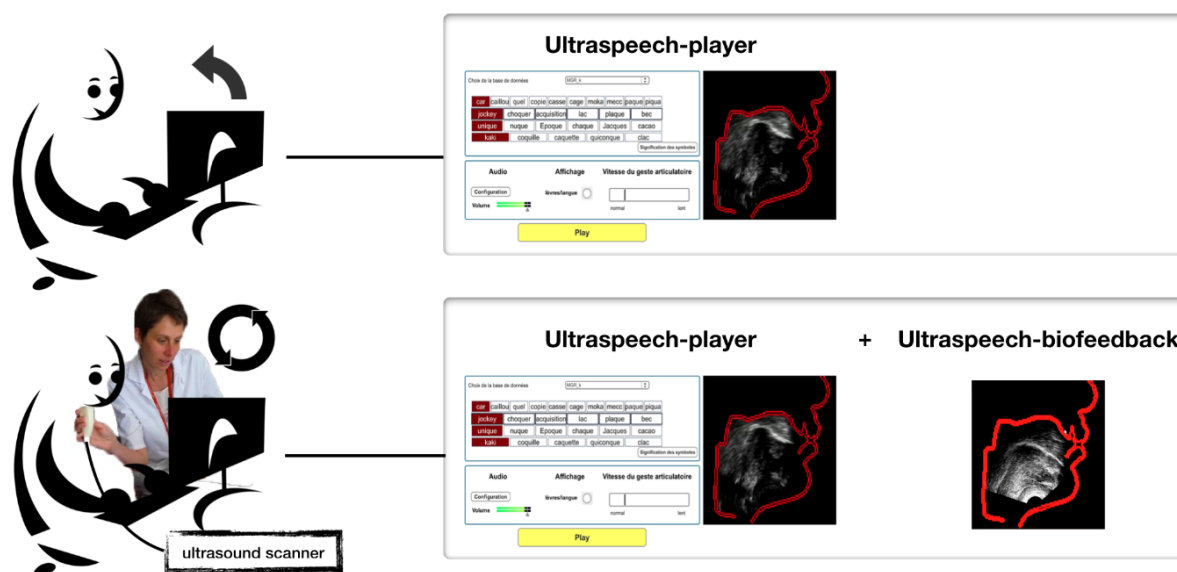 Ultraspeech-player
Choix de la base de données MGR_k
car caillou quel copie casse cage moka mecc paque piqua
jockey choquer acquisition lac plaque bec
unique nuque Epoque chaque Jacques cacao
kaki coquille caquette quiconque clac
Signification des symboles
Audio Affichage Vitesse du geste articulatoire
Configuration lèvres/langue
Volume normal lent
Play
Ultraspeech-player + Ultraspeech-biofeedback
Choix de la base de données MGR_k
car caillou quel copie casse cage moka mecc paque piqua
jockey choquer acquisition lac plaque bec
unique nuque Epoque chaque Jacques cacao
kaki coquille caquette quiconque clac
Signification des symboles
Audio Affichage Vitesse du geste articulatoire
Configuration lèvres/langue
Volume normal lent
Play
ultrasound scanner